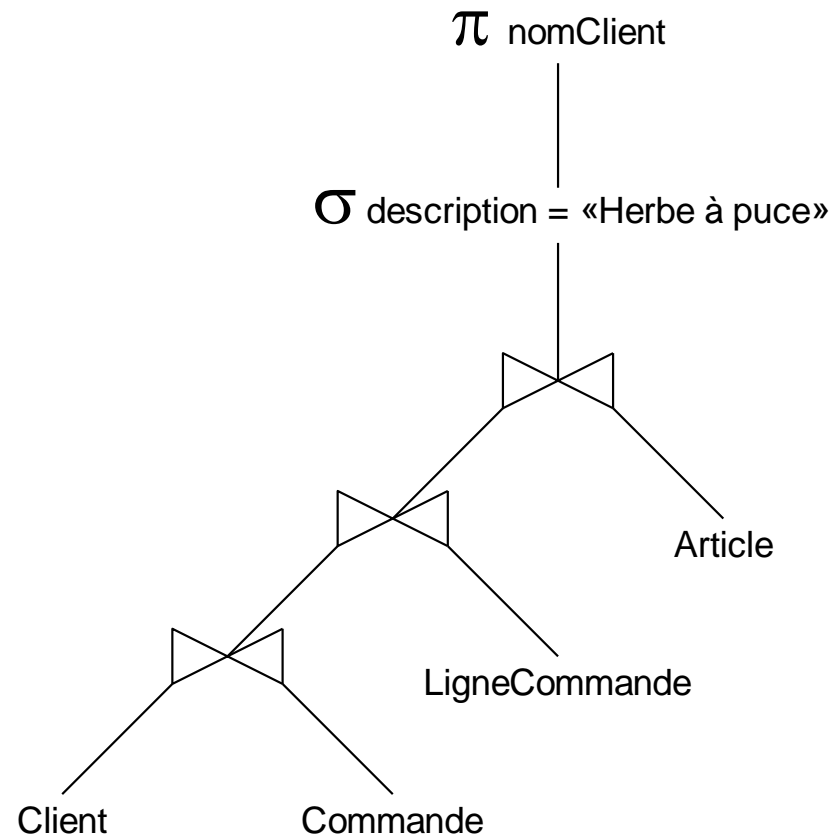 π nomClient
σ description = «Herbe à puce»
Article
LigneCommande
Client Commande